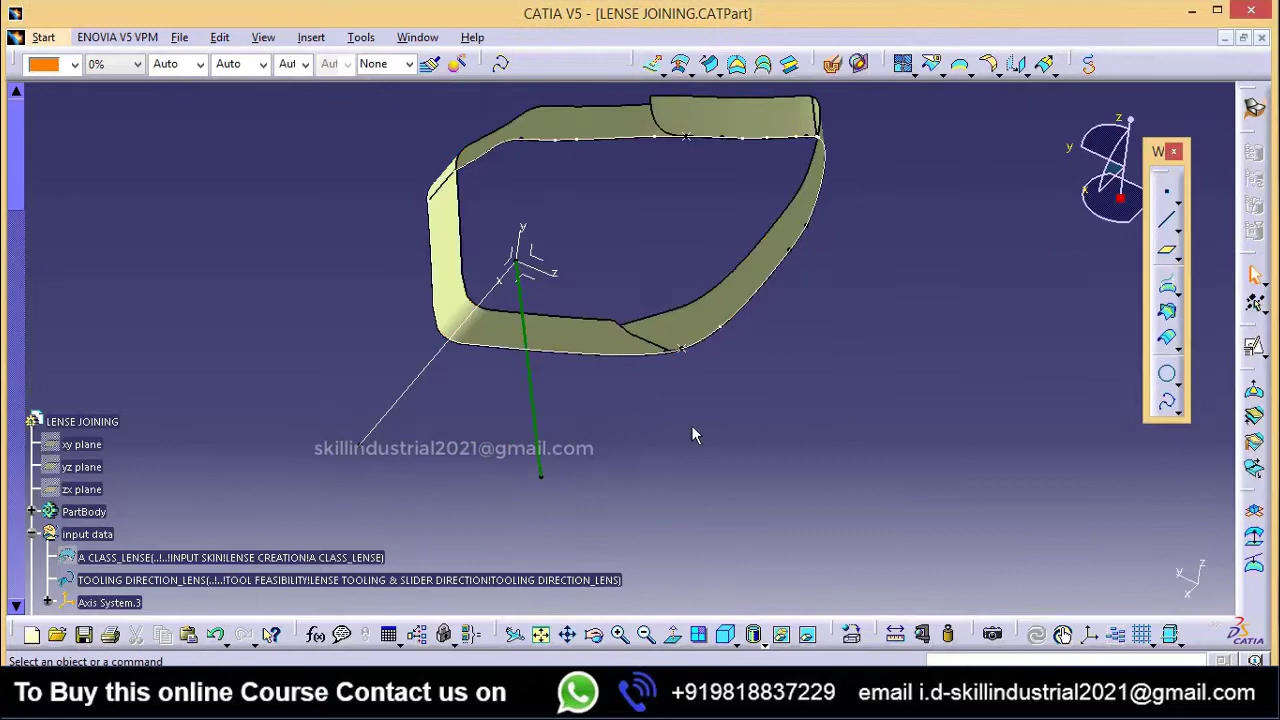 CATIA V5 - [LENSE JOINING.CATPart]
Start ENOVIA V5 VPM File Edit View Insert Tools Window Help
0% Auto Auto Aut Aut None
z
y
x
W
y
z
x
skillindustrial2021@gmail.com
LENSE JOINING
xy plane
yz plane
zx plane
PartBody
input data
A CLASS_LENSE(..!..!INPUT SKIN!LENSE CREATION!A CLASS_LENSE)
TOOLING DIRECTION_LENS(..!..!TOOL FEASIBILITY!LENSE TOOLING & SLIDER DIRECTION!TOOLING DIRECTION_LENS)
Axis System.3
z
y
x
f(x)
CATIA
Select an object or a command
To Buy this online Course Contact us on +919818837229 email i.d-skillindustrial2021@gmail.com